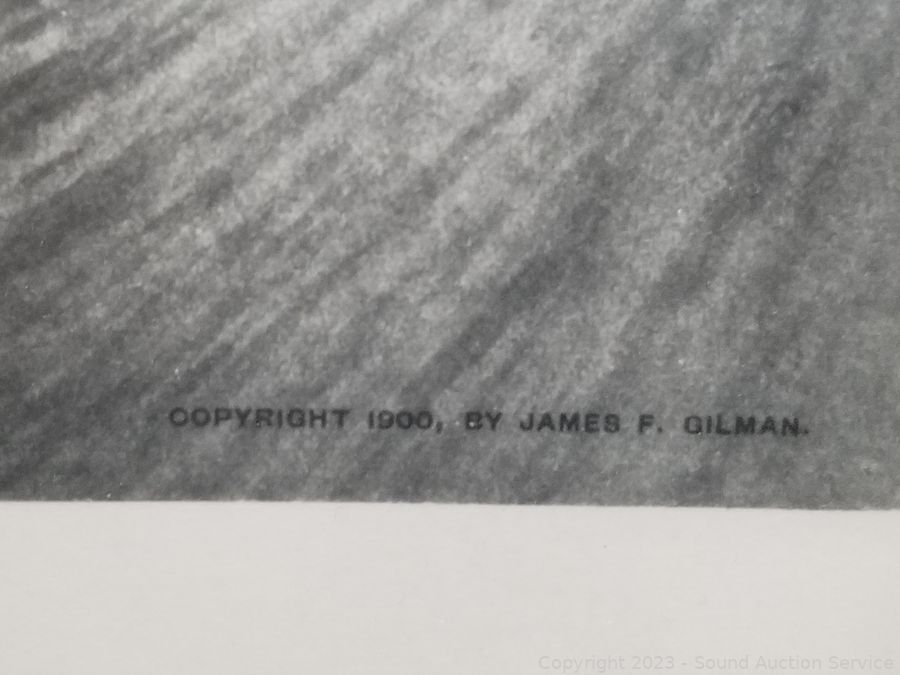 COPYRIGHT 1900, BY JAMES F. GILMAN.
Copyright 2023 - Sound Auction Service